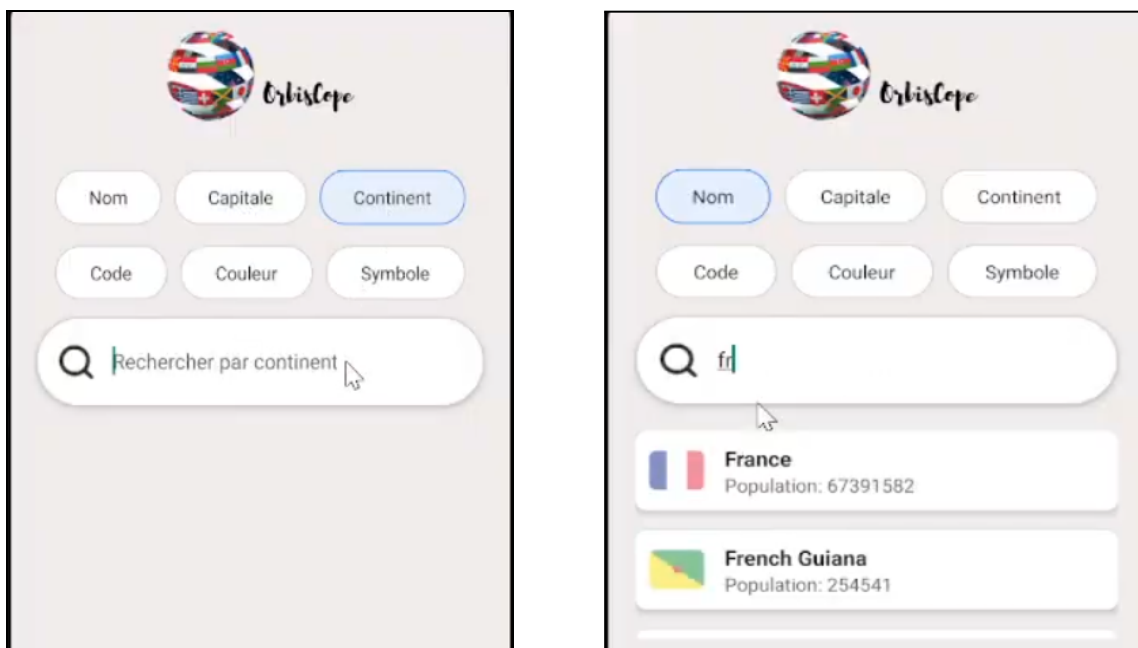 OrbisCope
Nom
Capitale
Continent
Code
Couleur
Symbole
Rechercher par continent
OrbisCope
Nom
Capitale
Continent
Code
Couleur
Symbole
fr
France
Population: 67391582
French Guiana
Population: 254541